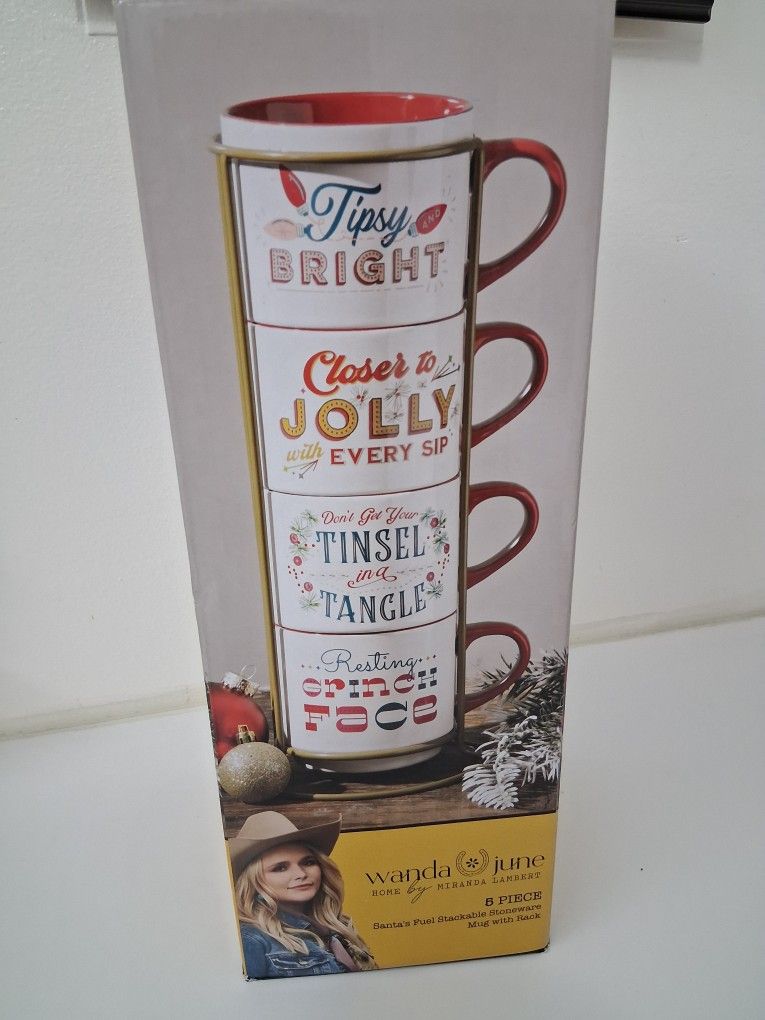 Tipsy AND
BRIGHT
Closer to
JOLLY
with EVERY SIP
Don't Get Your
TINSEL
in a
TANGLE
Resting
GRINCH
FACE
wanda june
HOME by MIRANDA LAMBERT
5 PIECE
Santa's Fuel Stackable Stoneware
Mug with Rack